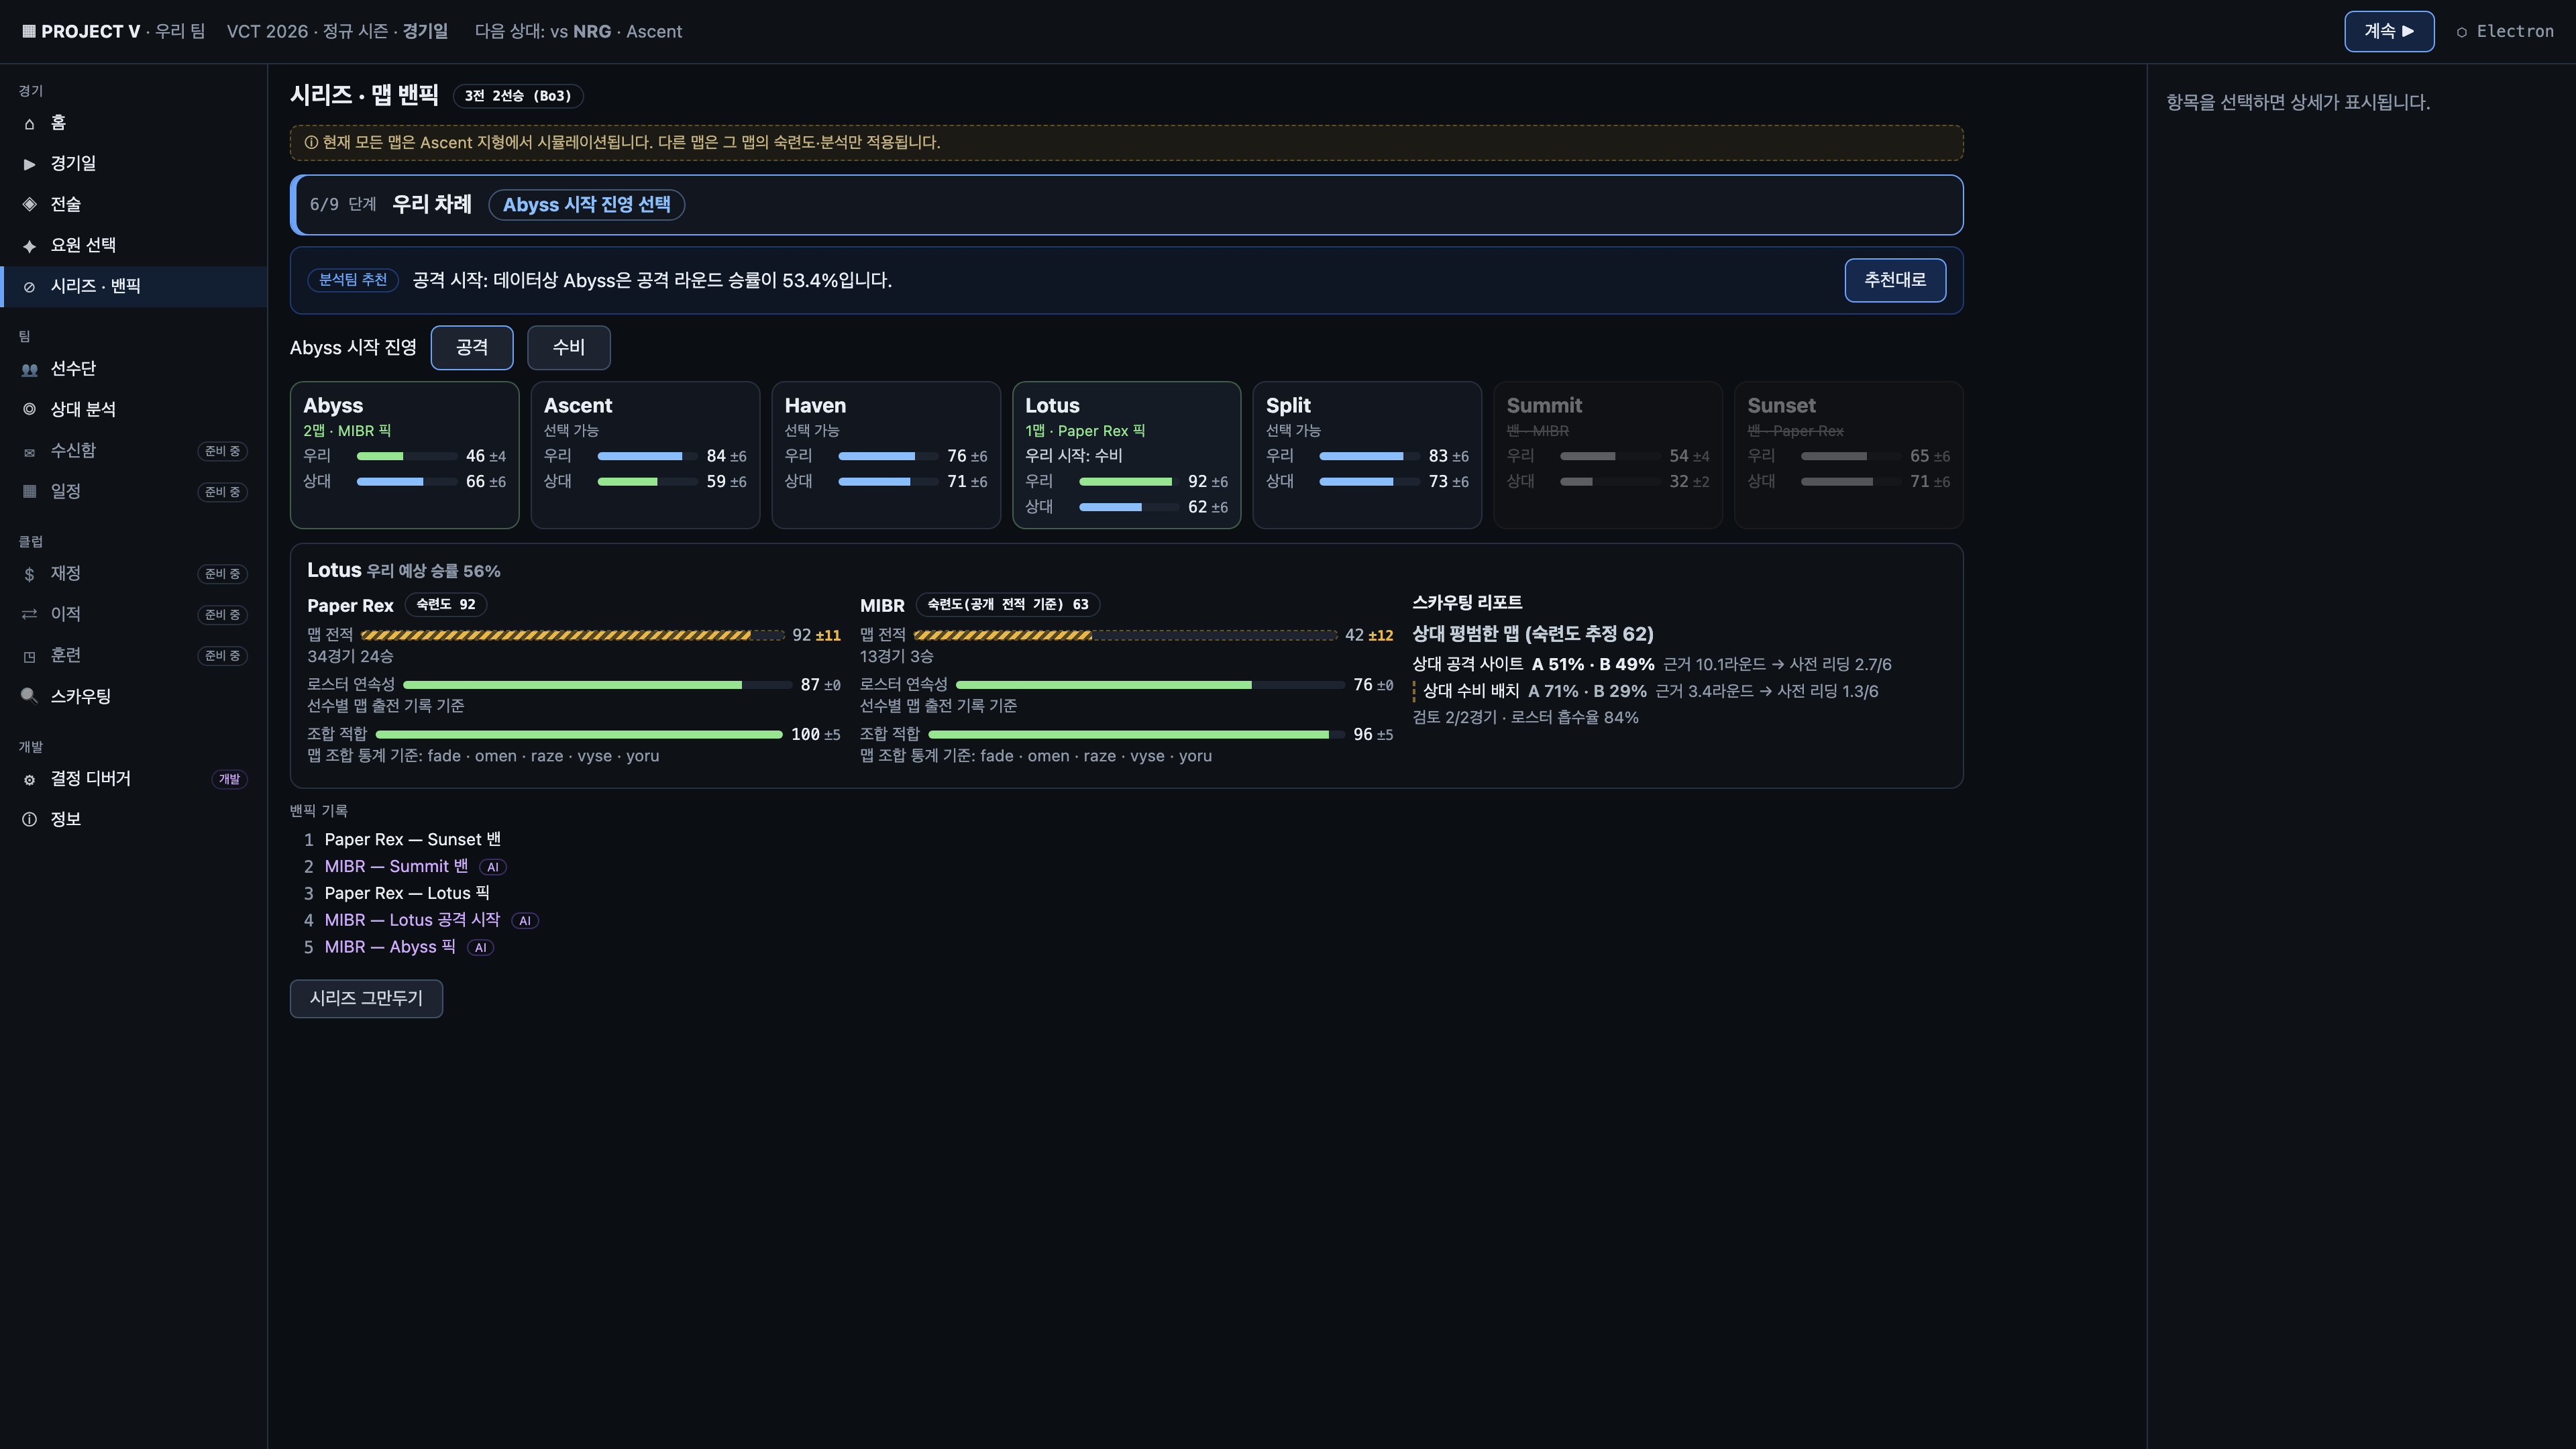 PROJECT V · 우리 팀 VCT 2026 · 정규 시즌 · 경기일 다음 상대: vs NRG · Ascent 계속 ▶ Electron
경기
홈
경기일
전술
요원 선택
시리즈 · 밴픽
팀
선수단
상대 분석
수신함 준비 중
일정 준비 중
클럽
재정 준비 중
이적 준비 중
훈련 준비 중
스카우팅
개발
결정 디버거 개발
정보
시리즈 · 맵 밴픽 3전 2선승 (Bo3)
ⓘ 현재 모든 맵은 Ascent 지형에서 시뮬레이션됩니다. 다른 맵은 그 맵의 숙련도·분석만 적용됩니다.
6/9 단계 우리 차례 Abyss 시작 진영 선택
분석팀 추천 공격 시작: 데이터상 Abyss은 공격 라운드 승률이 53.4%입니다. 추천대로
Abyss 시작 진영 공격 수비
Abyss
2맵 · MIBR 픽
우리 46 ±4
상대 66 ±6
Ascent
선택 가능
우리 84 ±6
상대 59 ±6
Haven
선택 가능
우리 76 ±6
상대 71 ±6
Lotus
1맵 · Paper Rex 픽
우리 시작: 수비
우리 92 ±6
상대 62 ±6
Split
선택 가능
우리 83 ±6
상대 73 ±6
Summit
밴 · MIBR
우리 54 ±4
상대 32 ±2
Sunset
밴 · Paper Rex
우리 65 ±6
상대 71 ±6
Lotus 우리 예상 승률 56%
Paper Rex 숙련도 92
맵 전적 92 ±11
34경기 24승
로스터 연속성 87 ±0
선수별 맵 출전 기록 기준
조합 적합 100 ±5
맵 조합 통계 기준: fade · omen · raze · vyse · yoru
MIBR 숙련도(공개 전적 기준) 63
맵 전적 42 ±12
13경기 3승
로스터 연속성 76 ±0
선수별 맵 출전 기록 기준
조합 적합 96 ±5
맵 조합 통계 기준: fade · omen · raze · vyse · yoru
스카우팅 리포트
상대 평범한 맵 (숙련도 추정 62)
상대 공격 사이트 A 51% · B 49% 근거 10.1라운드 → 사전 리딩 2.7/6
상대 수비 배치 A 71% · B 29% 근거 3.4라운드 → 사전 리딩 1.3/6
검토 2/2경기 · 로스터 흡수율 84%
밴픽 기록
1 Paper Rex — Sunset 밴
2 MIBR — Summit 밴 AI
3 Paper Rex — Lotus 픽
4 MIBR — Lotus 공격 시작 AI
5 MIBR — Abyss 픽 AI
시리즈 그만두기
항목을 선택하면 상세가 표시됩니다.